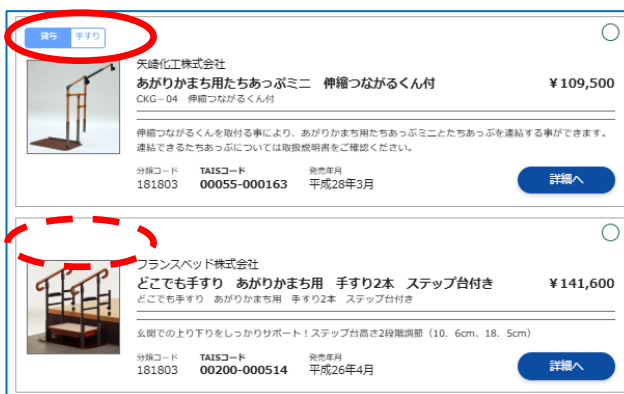 貸与 手すり
矢崎化工株式会社
あがりかまち用たちあっぷミニ 伸縮つながるくん付 ¥109,500
CKG－04 伸縮つながるくん付
伸縮つながるくんを取付る事により、あがりかまち用たちあっぷミニとたちあっぷを連結する事ができます。
連結できるたちあっぷについては取扱説明書をご確認ください。
分類コード TAISコード 発売年月
181803 00055-000163 平成28年3月 詳細へ
フランスベッド株式会社
どこでも手すり あがりかまち用 手すり2本 ステップ台付き ¥141,600
どこでも手すり あがりかまち用 手すり2本 ステップ台付き
玄関での上り下りをしっかりサポート！ステップ台高さ2段階調節（10．6cm、18．5cm）
分類コード TAISコード 発売年月
181803 00200-000514 平成26年4月 詳細へ